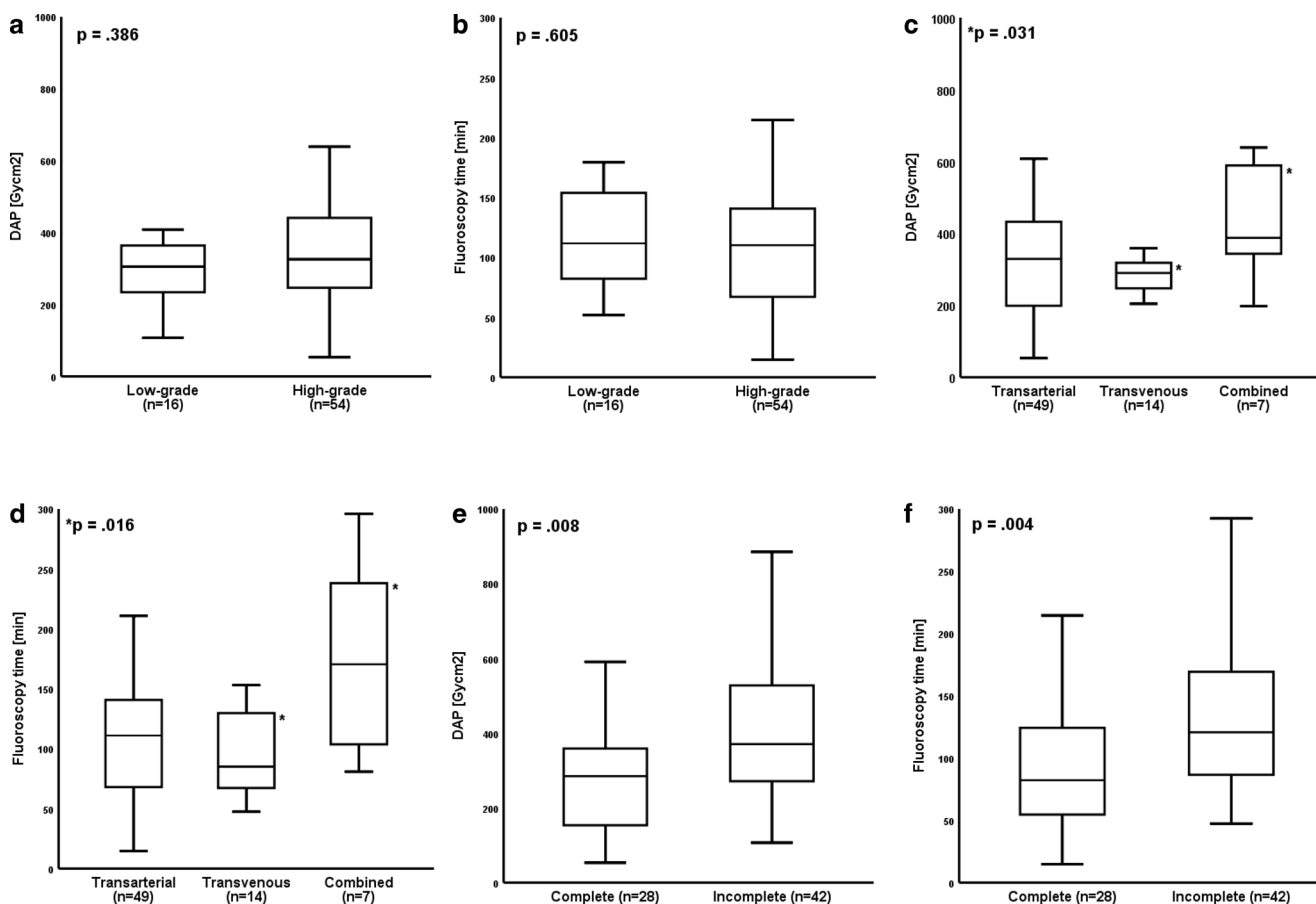 a
p = .386
1000
800
600
400
200
0
DAP [Gycm2]
Low-grade
(n=16)
High-grade
(n=54)
b
p = .605
300
250
200
150
100
50
0
Fluoroscopy time [min]
Low-grade
(n=16)
High-grade
(n=54)
c
*p = .031
1000
800
600
400
200
0
DAP [Gycm2]
*
*
Transarterial
(n=49)
Transvenous
(n=14)
Combined
(n=7)
d
*p = .016
300
250
200
150
100
50
0
Fluoroscopy time [min]
*
*
Transarterial
(n=49)
Transvenous
(n=14)
Combined
(n=7)
e
p = .008
1000
800
600
400
200
0
DAP [Gycm2]
Complete (n=28)
Incomplete (n=42)
f
p = .004
300
250
200
150
100
50
0
Fluoroscopy time [min]
Complete (n=28)
Incomplete (n=42)